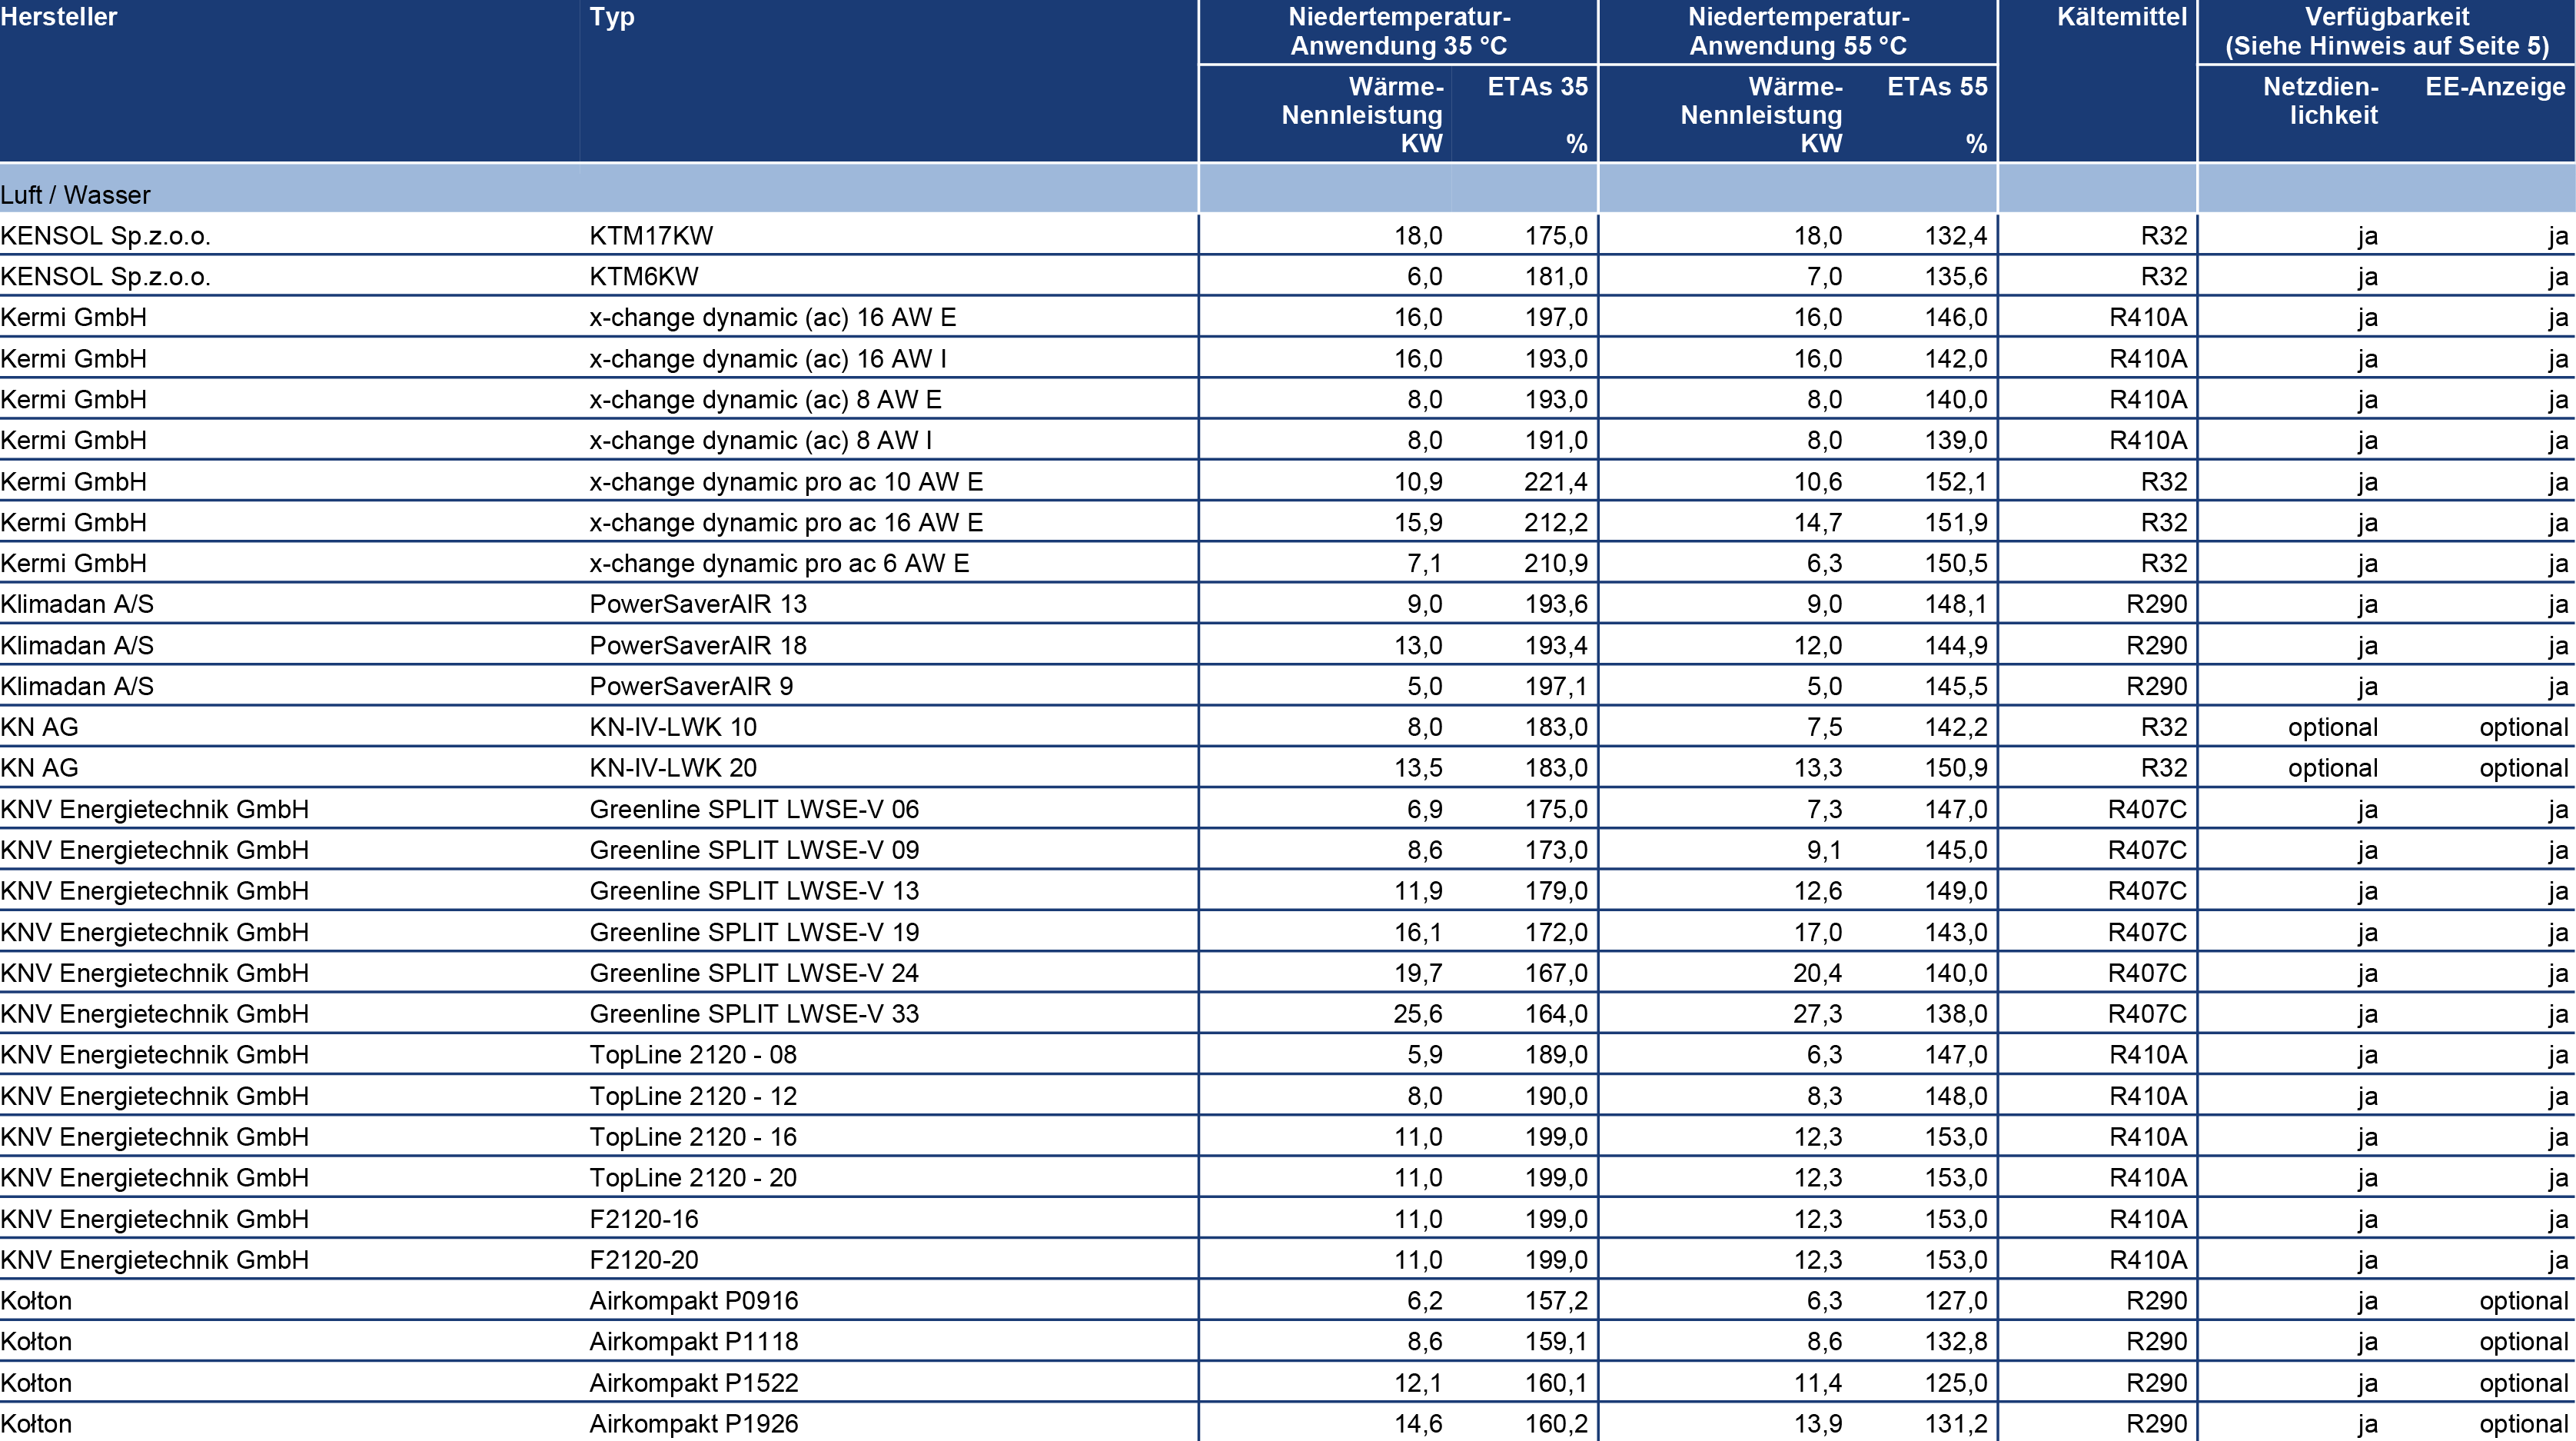 Hersteller Typ Niedertemperatur- Niedertemperatur- Kältemittel Verfügbarkeit
Anwendung 35 °C Anwendung 55 °C (Siehe Hinweis auf Seite 5)
Wärme- ETAs 35 Wärme- ETAs 55 Netzdien- EE-Anzeige
Nennleistung Nennleistung lichkeit
KW % KW %
Luft / Wasser
KENSOL Sp.z.o.o. KTM17KW 18,0 175,0 18,0 132,4 R32 ja ja
KENSOL Sp.z.o.o. KTM6KW 6,0 181,0 7,0 135,6 R32 ja ja
Kermi GmbH x-change dynamic (ac) 16 AW E 16,0 197,0 16,0 146,0 R410A ja ja
Kermi GmbH x-change dynamic (ac) 16 AW I 16,0 193,0 16,0 142,0 R410A ja ja
Kermi GmbH x-change dynamic (ac) 8 AW E 8,0 193,0 8,0 140,0 R410A ja ja
Kermi GmbH x-change dynamic (ac) 8 AW I 8,0 191,0 8,0 139,0 R410A ja ja
Kermi GmbH x-change dynamic pro ac 10 AW E 10,9 221,4 10,6 152,1 R32 ja ja
Kermi GmbH x-change dynamic pro ac 16 AW E 15,9 212,2 14,7 151,9 R32 ja ja
Kermi GmbH x-change dynamic pro ac 6 AW E 7,1 210,9 6,3 150,5 R32 ja ja
Klimadan A/S PowerSaverAIR 13 9,0 193,6 9,0 148,1 R290 ja ja
Klimadan A/S PowerSaverAIR 18 13,0 193,4 12,0 144,9 R290 ja ja
Klimadan A/S PowerSaverAIR 9 5,0 197,1 5,0 145,5 R290 ja ja
KN AG KN-IV-LWK 10 8,0 183,0 7,5 142,2 R32 optional optional
KN AG KN-IV-LWK 20 13,5 183,0 13,3 150,9 R32 optional optional
KNV Energietechnik GmbH Greenline SPLIT LWSE-V 06 6,9 175,0 7,3 147,0 R407C ja ja
KNV Energietechnik GmbH Greenline SPLIT LWSE-V 09 8,6 173,0 9,1 145,0 R407C ja ja
KNV Energietechnik GmbH Greenline SPLIT LWSE-V 13 11,9 179,0 12,6 149,0 R407C ja ja
KNV Energietechnik GmbH Greenline SPLIT LWSE-V 19 16,1 172,0 17,0 143,0 R407C ja ja
KNV Energietechnik GmbH Greenline SPLIT LWSE-V 24 19,7 167,0 20,4 140,0 R407C ja ja
KNV Energietechnik GmbH Greenline SPLIT LWSE-V 33 25,6 164,0 27,3 138,0 R407C ja ja
KNV Energietechnik GmbH TopLine 2120 - 08 5,9 189,0 6,3 147,0 R410A ja ja
KNV Energietechnik GmbH TopLine 2120 - 12 8,0 190,0 8,3 148,0 R410A ja ja
KNV Energietechnik GmbH TopLine 2120 - 16 11,0 199,0 12,3 153,0 R410A ja ja
KNV Energietechnik GmbH TopLine 2120 - 20 11,0 199,0 12,3 153,0 R410A ja ja
KNV Energietechnik GmbH F2120-16 11,0 199,0 12,3 153,0 R410A ja ja
KNV Energietechnik GmbH F2120-20 11,0 199,0 12,3 153,0 R410A ja ja
Kołton Airkompakt P0916 6,2 157,2 6,3 127,0 R290 ja optional
Kołton Airkompakt P1118 8,6 159,1 8,6 132,8 R290 ja optional
Kołton Airkompakt P1522 12,1 160,1 11,4 125,0 R290 ja optional
Kołton Airkompakt P1926 14,6 160,2 13,9 131,2 R290 ja optional